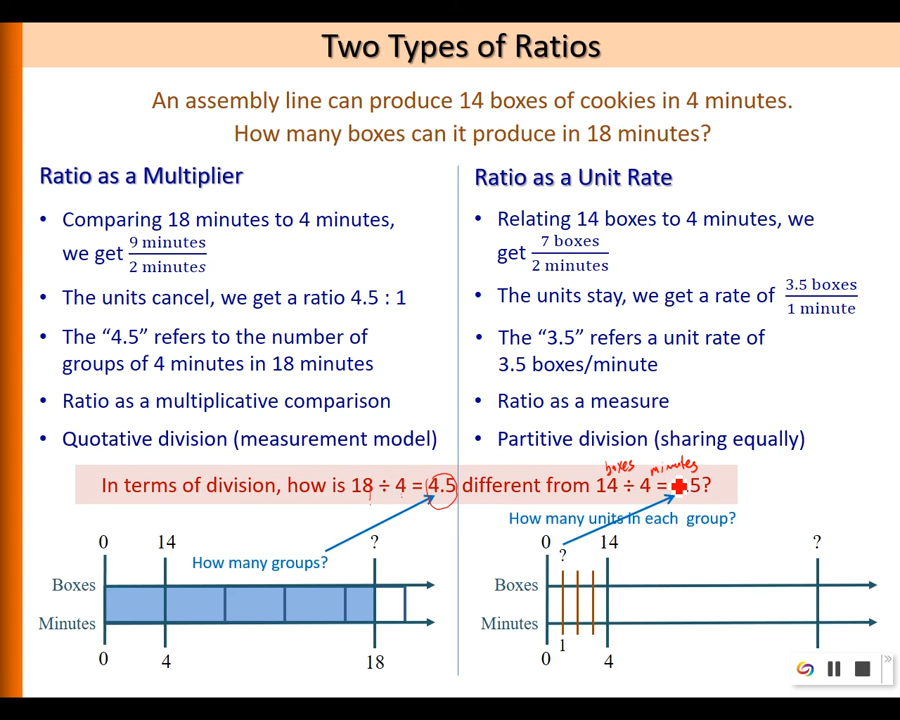 Two Types of Ratios
An assembly line can produce 14 boxes of cookies in 4 minutes.
How many boxes can it produce in 18 minutes?
Ratio as a Multiplier
• Comparing 18 minutes to 4 minutes,
we get 9 minutes / 2 minutes
• The units cancel, we get a ratio 4.5 : 1
• The “4.5” refers to the number of
groups of 4 minutes in 18 minutes
• Ratio as a multiplicative comparison
• Quotative division (measurement model)
Ratio as a Unit Rate
• Relating 14 boxes to 4 minutes, we
get 7 boxes / 2 minutes
• The units stay, we get a rate of 3.5 boxes / 1 minute
• The “3.5” refers a unit rate of
3.5 boxes/minute
• Ratio as a measure
• Partitive division (sharing equally)
boxes minutes
In terms of division, how is 18 ÷ 4 = 4.5 different from 14 ÷ 4 = .5?
How many groups?
0 14 ?
Boxes
Minutes
0 4 18
How many units in each group?
0 ? 14 ?
Boxes
Minutes
0 1 4